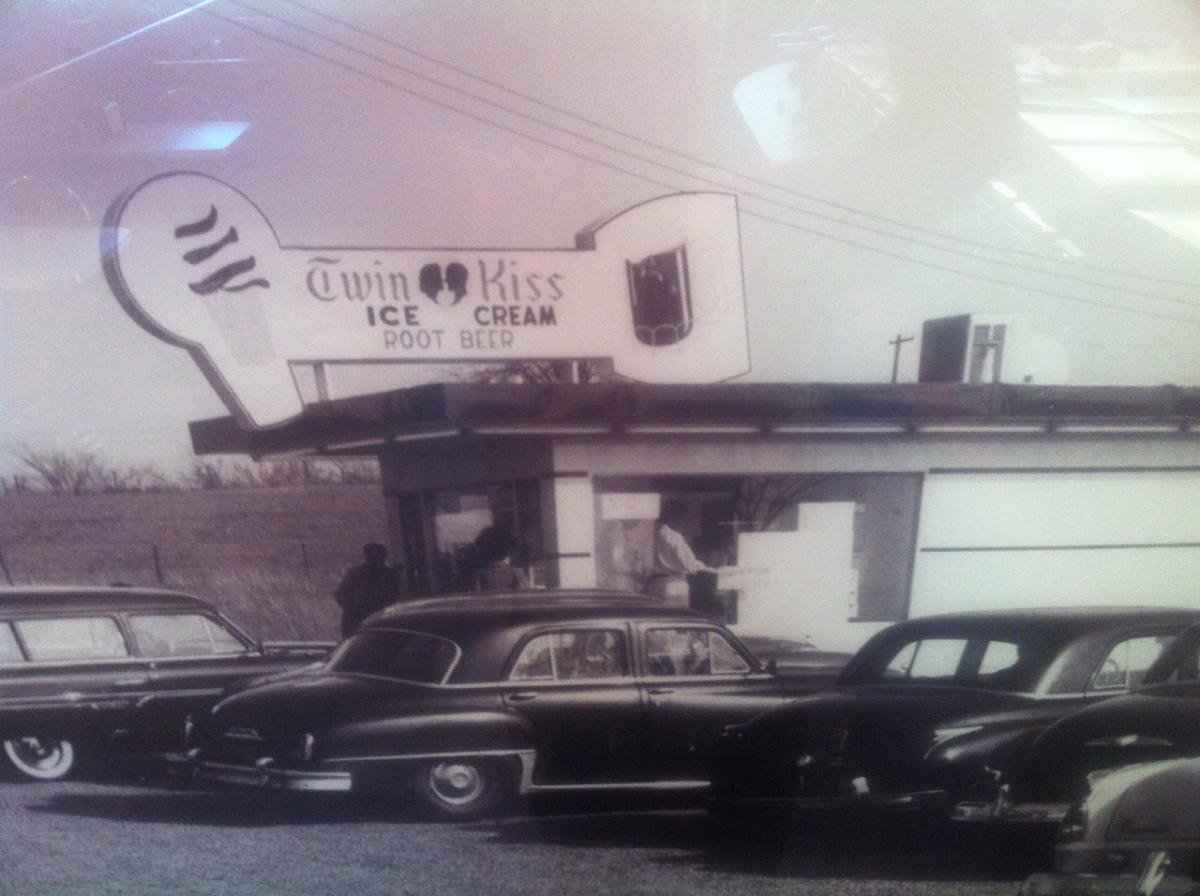 Twin Kiss
ICE CREAM
ROOT BEER